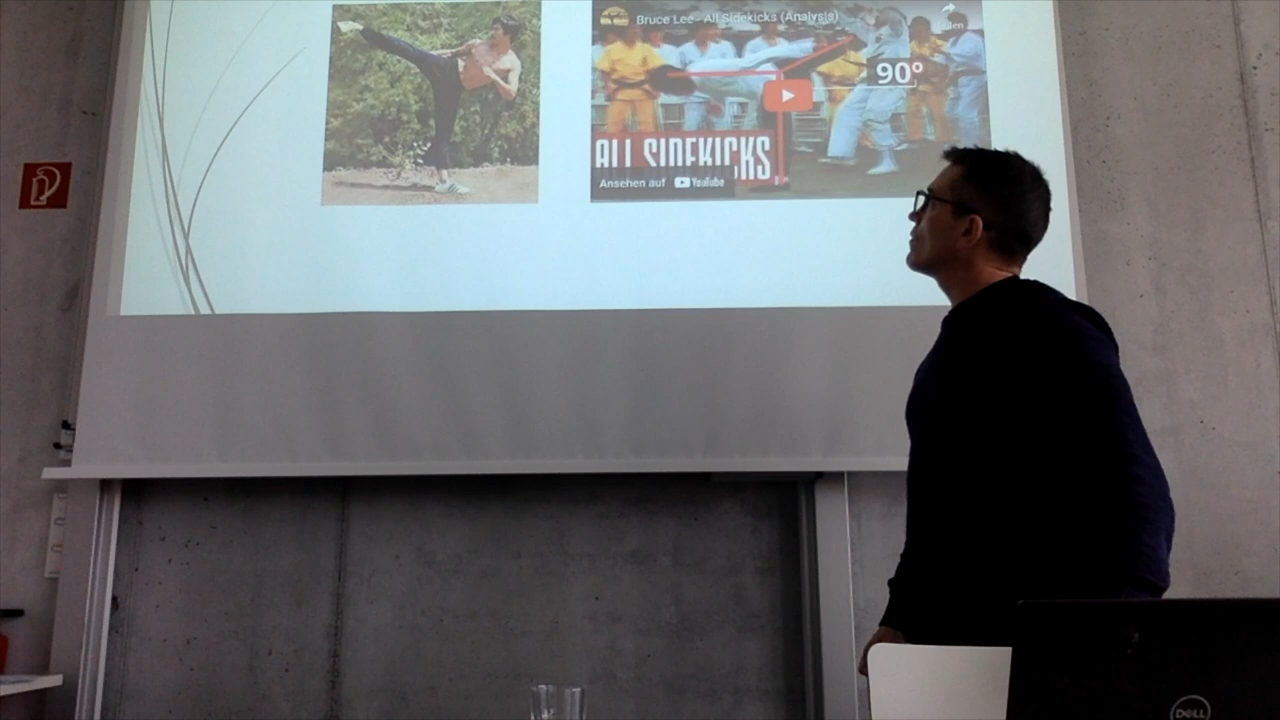 Bruce Lee - All Sidekicks (Analysis)
90°
ALL SIDEKICKS
Ansehen auf YouTube
DELL